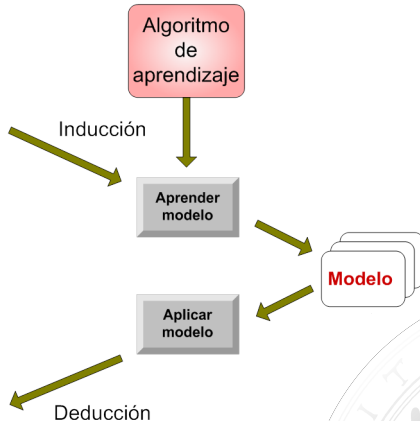 Algoritmo
de
aprendizaje
Inducción
Aprender
modelo
Modelo
Aplicar
modelo
Deducción